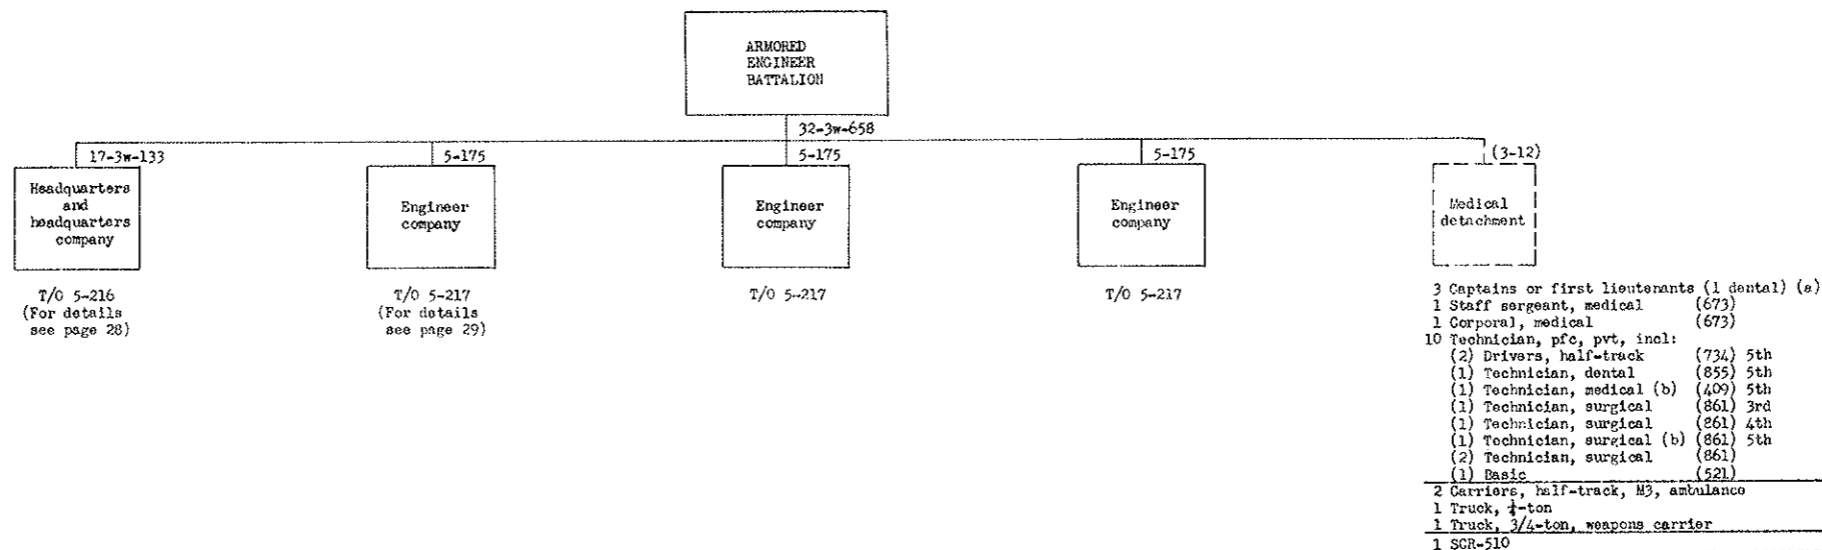 ARMORED
ENGINEER
BATTALION
32-3w-658
17-3w-133
5-175
5-175
5-175
(3-12)
Headquarters
and
headquarters
company
Engineer
company
Engineer
company
Engineer
company
Medical
detachment
T/O 5-216
(For details
see page 28)
T/O 5-217
(For details
see page 29)
T/O 5-217
T/O 5-217
3 Captains or first lieutenants (1 dental) (a)
1 Staff sergeant, medical (673)
1 Corporal, medical (673)
10 Technician, pfc, pvt, incl:
(2) Drivers, half-track (734) 5th
(1) Technician, dental (855) 5th
(1) Technician, medical (b) (409) 5th
(1) Technician, surgical (861) 3rd
(1) Technician, surgical (861) 4th
(1) Technician, surgical (b) (861) 5th
(2) Technician, surgical (861)
(1) Basic (521)
2 Carriers, half-track, M3, ambulance
1 Truck, ¼-ton
1 Truck, 3/4-ton, weapons carrier
1 SCR-510